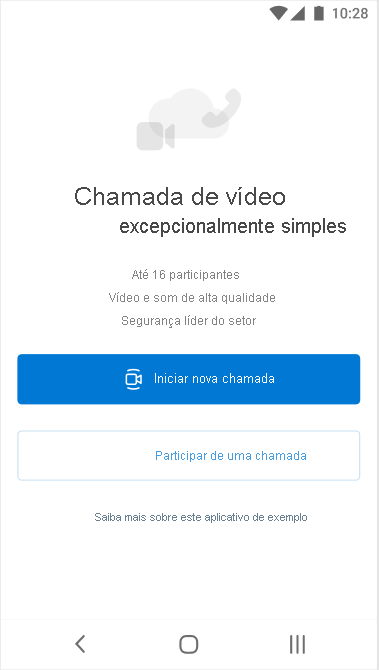 10:28
Chamada de vídeo
excepcionalmente simples
Até 16 participantes
Vídeo e som de alta qualidade
Segurança líder do setor
Iniciar nova chamada
Participar de uma chamada
Saiba mais sobre este aplicativo de exemplo